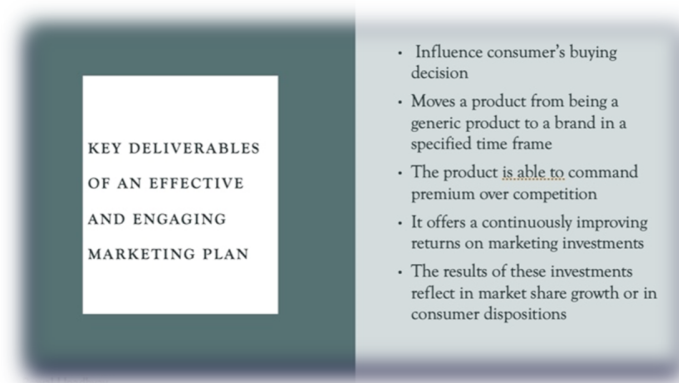 KEY DELIVERABLES
OF AN EFFECTIVE
AND ENGAGING
MARKETING PLAN
• Influence consumer's buying
decision
• Moves a product from being a
generic product to a brand in a
specified time frame
• The product is able to command
premium over competition
• It offers a continuously improving
returns on marketing investments
• The results of these investments
reflect in market share growth or in
consumer dispositions